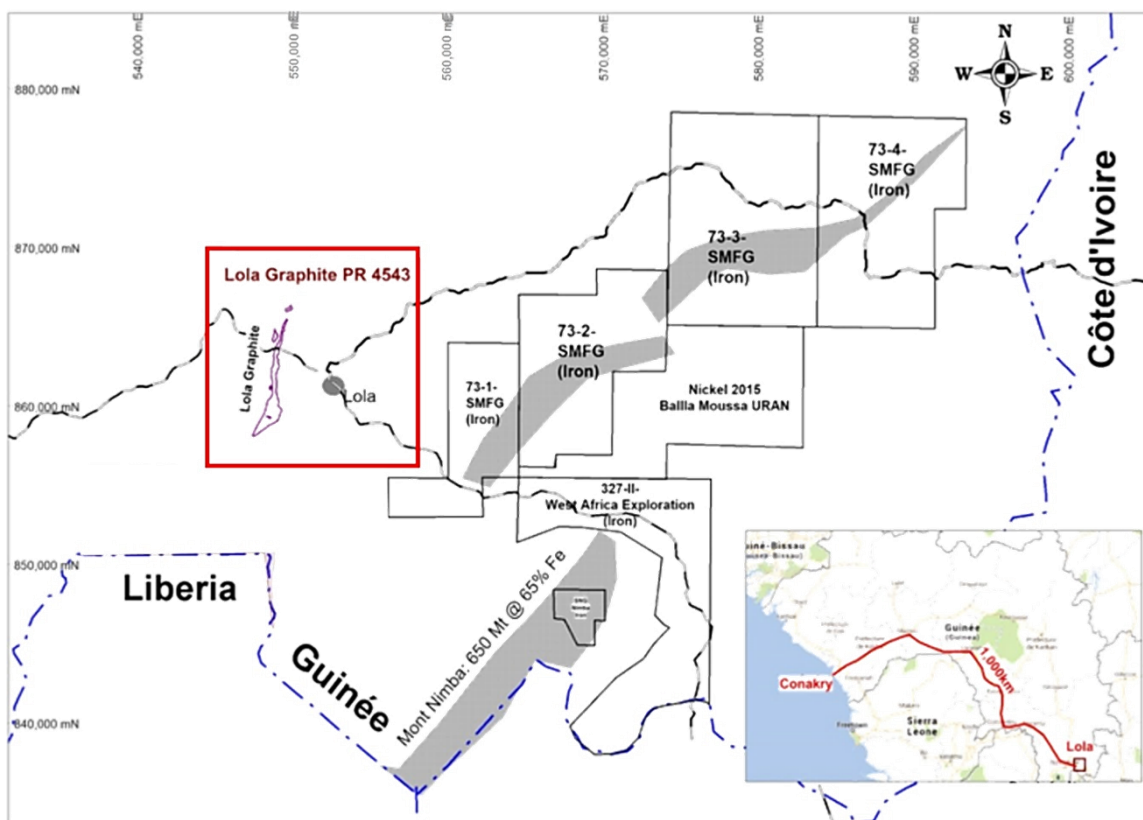 540,000 mE
550,000 mE
560,000 mE
570,000 mE
580,000 mE
590,000 mE
600,000 mE
N
W E
S
880,000 mN
870,000 mN
860,000 mN
850,000 mN
840,000 mN
73-4-
SMFG
(Iron)
73-3-
SMFG
(Iron)
Côte/d'Ivoire
Lola Graphite PR 4543
Lola Graphite
Lola
73-2-
SMFG
(Iron)
73-1-
SMFG
(Iron)
Nickel 2015
Ballla Moussa URAN
327-II-
West Africa Exploration
(Iron)
Liberia
Guinée
Mont Nimba: 650 Mt @ 65% Fe
Nimba
Guinée
(Guinea)
1,000km
Conakry
Sierra
Leone
Freetown
Lola